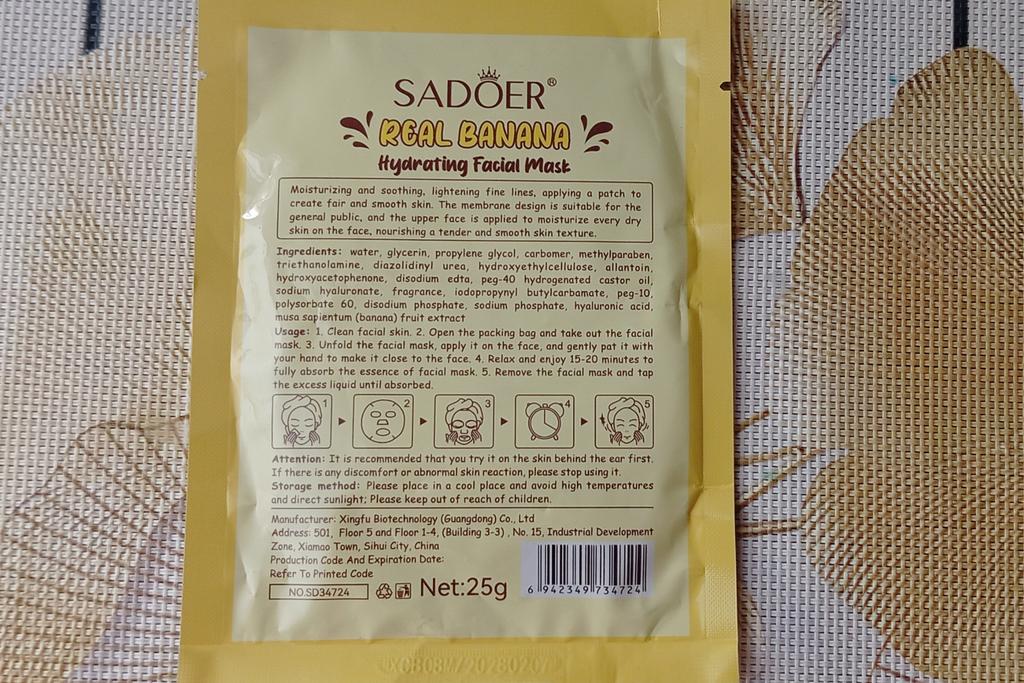 SADOER®
REAL BANANA
Hydrating Facial Mask
Moisturizing and soothing, lightening fine lines, applying a patch to
create fair and smooth skin. The membrane design is suitable for the
general public, and the upper face is applied to moisturize every dry
skin on the face, nourishing a tender and smooth skin texture.
Ingredients: water, glycerin, propylene glycol, carbomer, methylparaben,
triethanolamine, diazolidinyl urea, hydroxyethylcellulose, allantoin,
hydroxyacetophenone, disodium edta, peg-40 hydrogenated castor oil,
sodium hyaluronate, fragrance, iodopropynyl butylcarbamate, peg-10,
polysorbate 60, disodium phosphate, sodium phosphate, hyaluronic acid,
musa sapientum (banana) fruit extract
Usage: 1. Clean facial skin. 2. Open the packing bag and take out the facial
mask. 3. Unfold the facial mask, apply it on the face, and gently pat it with
your hand to make it close to the face. 4. Relax and enjoy 15-20 minutes to
fully absorb the essence of facial mask. 5. Remove the facial mask and tap
the excess liquid until absorbed.
1 2 3 4 5
Attention: It is recommended that you try it on the skin behind the ear first.
If there is any discomfort or abnormal skin reaction, please stop using it.
Storage method: Please place in a cool place and avoid high temperatures
and direct sunlight; Please keep out of reach of children.
Manufacturer: Xingfu Biotechnology (Guangdong) Co., Ltd
Address: 501, Floor 5 and Floor 1-4, (Building 3-3) , No. 15, Industrial Development
Zone, Xiamao Town, Sihui City, China
Production Code And Expiration Date:
Refer To Printed Code
NO.SD34724
Net:25g
6 942349 734724